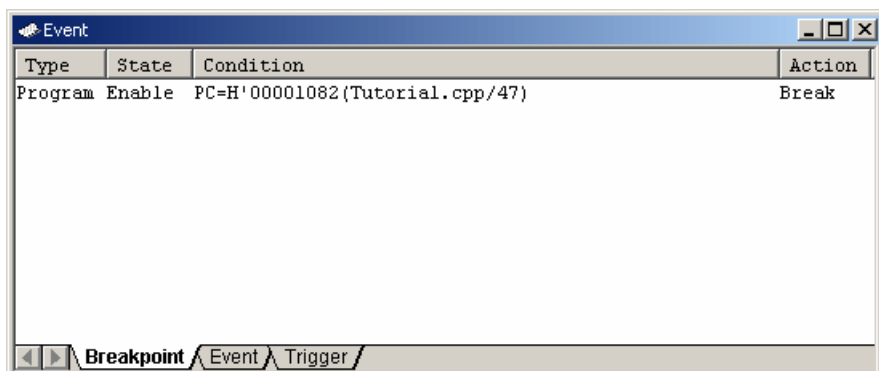 Event
Type State Condition Action
Program Enable PC=H'00001082(Tutorial.cpp/47) Break
Breakpoint Event Trigger